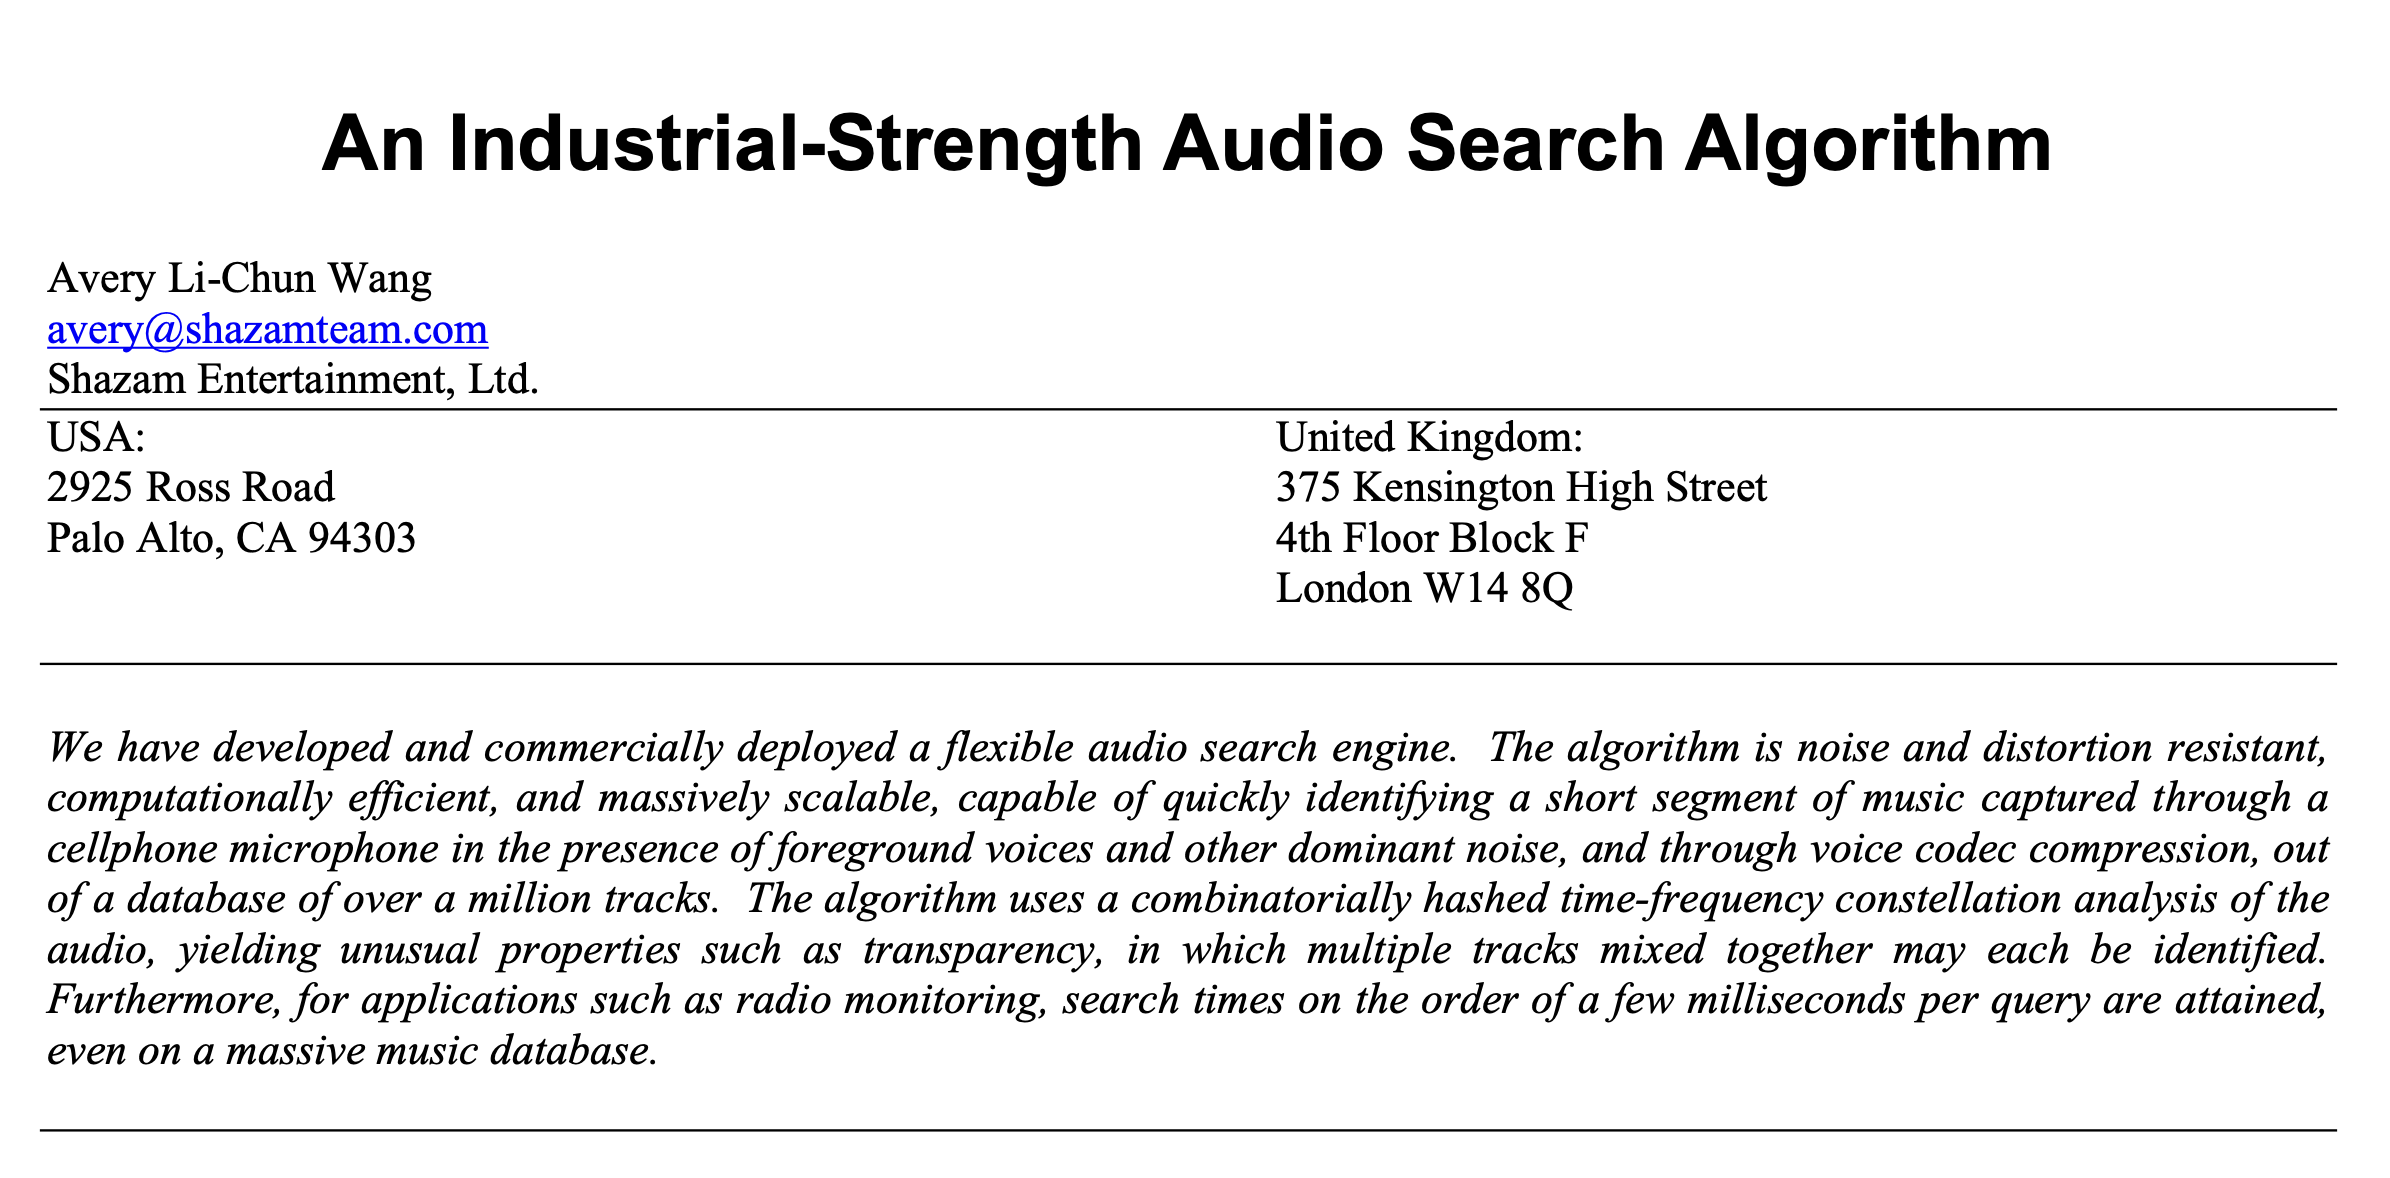 An Industrial-Strength Audio Search Algorithm
Avery Li-Chun Wang
avery@shazamteam.com
Shazam Entertainment, Ltd.
USA:
2925 Ross Road
Palo Alto, CA 94303
United Kingdom:
375 Kensington High Street
4th Floor Block F
London W14 8Q
We have developed and commercially deployed a flexible audio search engine.  The algorithm is noise and distortion resistant,
computationally efficient, and massively scalable, capable of quickly identifying a short segment of music captured through a
cellphone microphone in the presence of foreground voices and other dominant noise, and through voice codec compression, out
of a database of over a million tracks.  The algorithm uses a combinatorially hashed time-frequency constellation analysis of the
audio, yielding unusual properties such as transparency, in which multiple tracks mixed together may each be identified.
Furthermore, for applications such as radio monitoring, search times on the order of a few milliseconds per query are attained,
even on a massive music database.